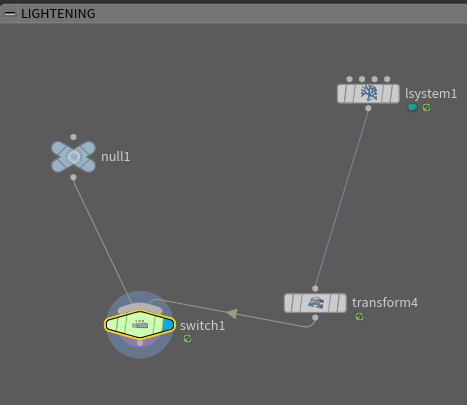 LIGHTENING
lsystem1
null1
transform4
switch1